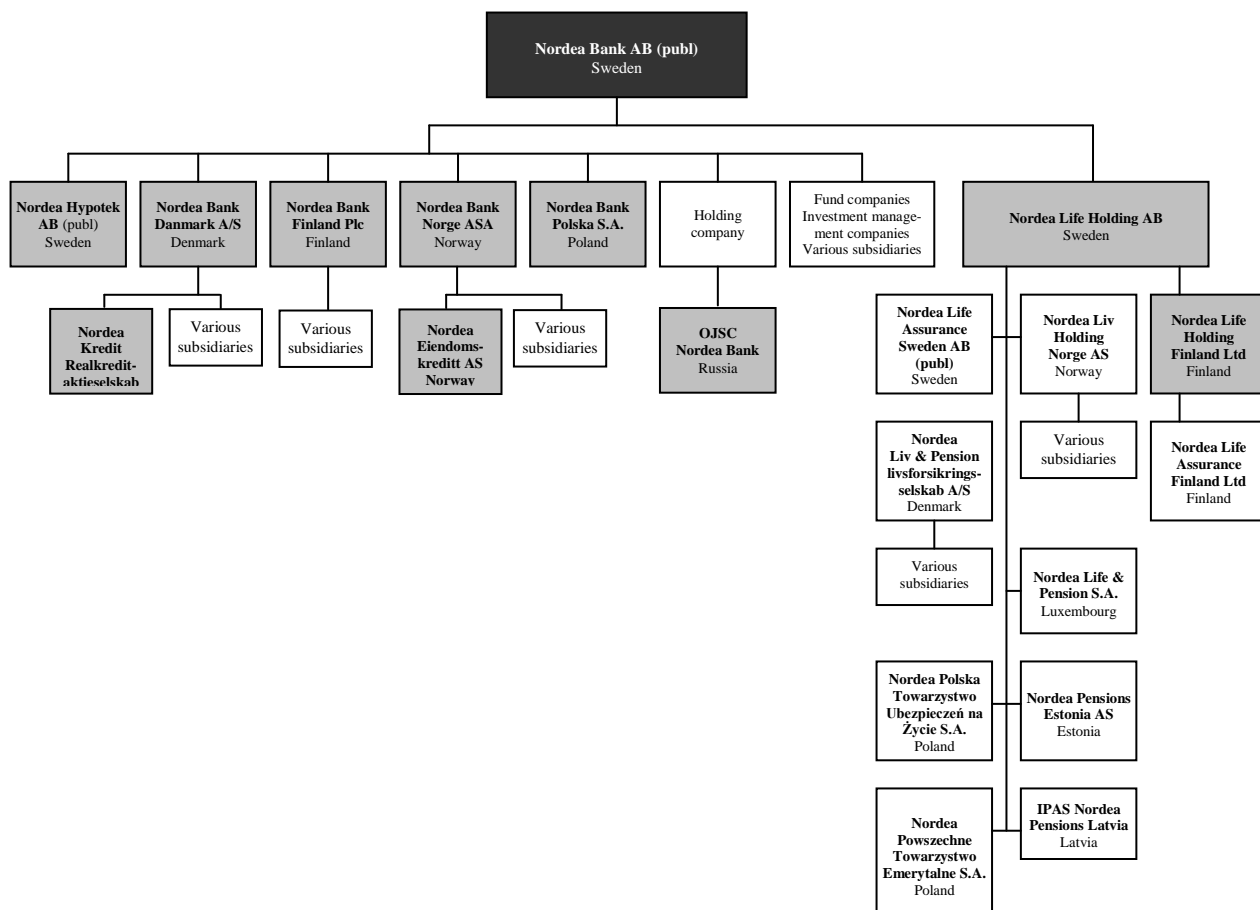 Nordea Bank AB (publ)
Sweden
Nordea Hypotek
AB (publ)
Sweden
Nordea Bank
Danmark A/S
Denmark
Nordea Bank
Finland Plc
Finland
Nordea Bank
Norge ASA
Norway
Nordea Bank
Polska S.A.
Poland
Holding
company
Fund companies
Investment manage-
ment companies
Various subsidiaries
Nordea Life Holding AB
Sweden
Nordea
Kredit
Realkredit-
aktieselskab
Various
subsidiaries
Various
subsidiaries
Nordea
Eiendoms-
kreditt AS
Norway
Various
subsidiaries
OJSC
Nordea Bank
Russia
Nordea Life
Assurance
Sweden AB
(publ)
Sweden
Nordea Liv
Holding
Norge AS
Norway
Nordea Life
Holding
Finland Ltd
Finland
Nordea
Liv & Pension
livsforsikrings-
selskab A/S
Denmark
Various
subsidiaries
Nordea Life
Assurance
Finland Ltd
Finland
Various
subsidiaries
Nordea Life &
Pension S.A.
Luxembourg
Nordea Polska
Towarzystwo
Ubezpieczeń na
Życie S.A.
Poland
Nordea Pensions
Estonia AS
Estonia
Nordea
Powszechne
Towarzystwo
Emerytalne S.A.
Poland
IPAS Nordea
Pensions Latvia
Latvia